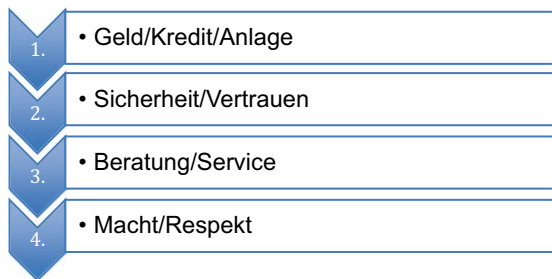 1. • Geld/Kredit/Anlage
2. • Sicherheit/Vertrauen
3. • Beratung/Service
4. • Macht/Respekt